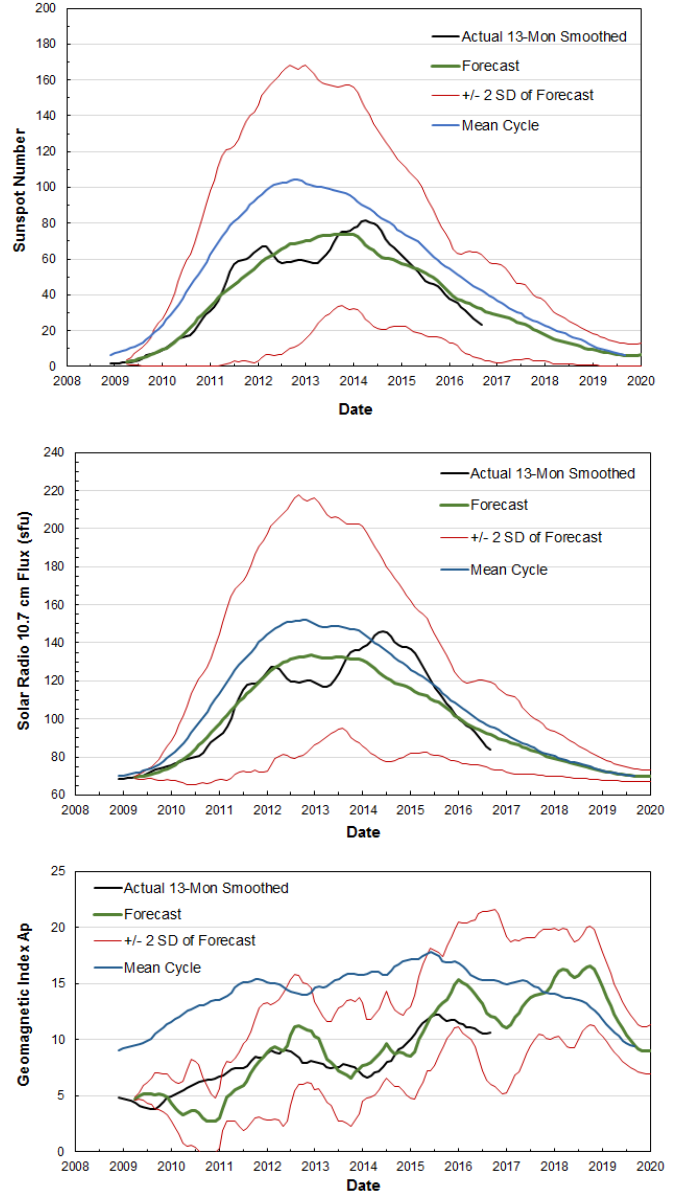 200
180
160
140
120
100
80
60
40
20
0
Sunspot Number
Actual 13-Mon Smoothed
Forecast
+/- 2 SD of Forecast
Mean Cycle
2008 2009 2010 2011 2012 2013 2014 2015 2016 2017 2018 2019 2020
Date
240
220
200
180
160
140
120
100
80
60
Solar Radio 10.7 cm Flux (sfu)
Actual 13-Mon Smoothed
Forecast
+/- 2 SD of Forecast
Mean Cycle
2008 2009 2010 2011 2012 2013 2014 2015 2016 2017 2018 2019 2020
Date
25
20
15
10
5
0
Geomagnetic Index Ap
Actual 13-Mon Smoothed
Forecast
+/- 2 SD of Forecast
Mean Cycle
2008 2009 2010 2011 2012 2013 2014 2015 2016 2017 2018 2019 2020
Date